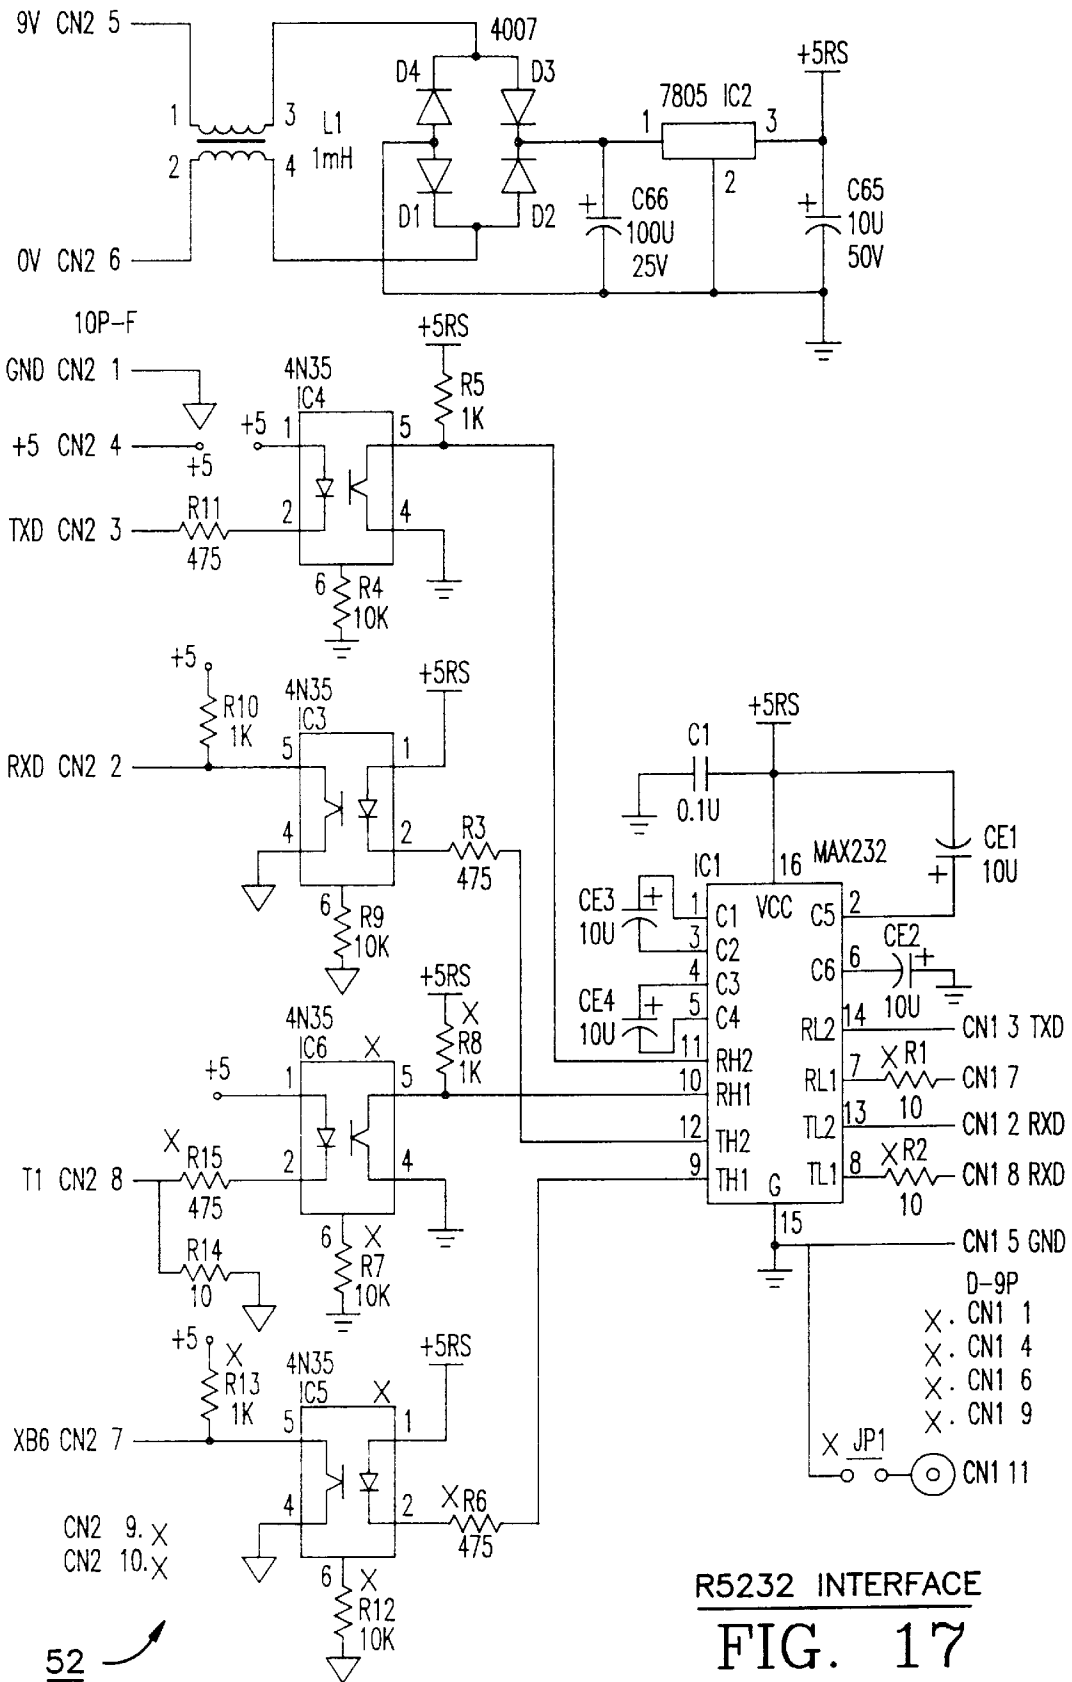 9V CN2 5
4007
D4
D3
+5RS
7805 IC2
1
3
1
3
L1
1mH
2
4
2
D1
D2
+
C66
100U
25V
+
C65
10U
50V
0V CN2 6
10P-F
GND CN2 1
+5RS
4N35
IC4
R5
1K
+5 CN2 4
+5
+5
1
5
TXD CN2 3
R11
475
2
4
6
R4
10K
+5
R10
1K
4N35
IC3
+5RS
5
1
RXD CN2 2
4
2
R3
475
6
R9
10K
+5RS
C1
0.1U
MAX232
IC1
16
VCC
CE1
10U
+
CE3
10U
+
1
C1
C5
2
3
C2
4
C3
C6
6
CE2
10U
+
CE4
10U
+
5
C4
RL2
14
CN1 3 TXD
11
RH2
RL1
7
X R1
10
CN1 7
10
RH1
TL2
13
CN1 2 RXD
12
TH2
TL1
8
X R2
10
CN1 8 RXD
9
TH1
G
15
CN1 5 GND
+5RS
X
R8
1K
4N35
IC6
X
+5
1
5
T1 CN2 8
X
R15
475
2
4
R14
10
6
X
R7
10K
D-9P
X. CN1 1
X. CN1 4
X. CN1 6
X. CN1 9
X JP1
CN1 11
+5
X
R13
1K
4N35
IC5
X
+5RS
XB6 CN2 7
5
1
4
2
X R6
475
CN2 9. X
CN2 10. X
6
X
R12
10K
52
R5232 INTERFACE
FIG. 17